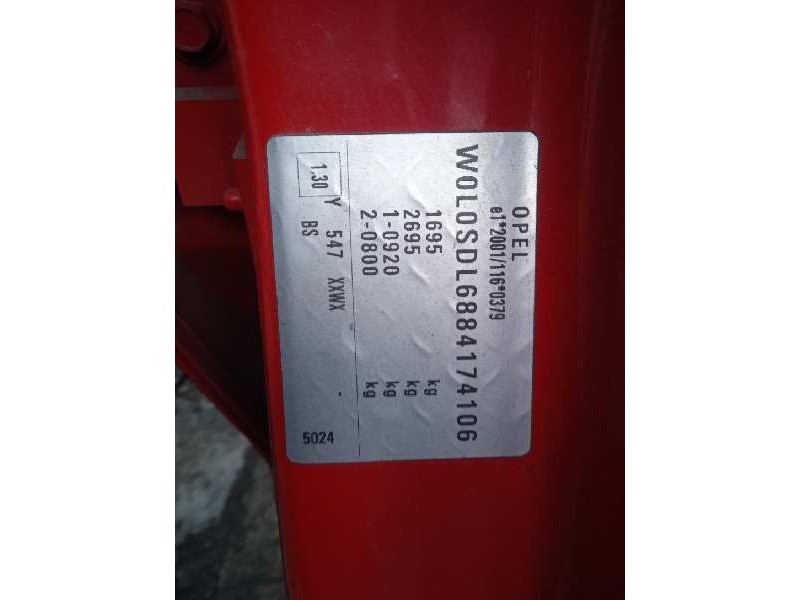 OPEL
e1*2001/116*0379
W0L0SDL6884174106
1695 kg
2695 kg
1-0920 kg
2-0800 kg
1.30 Y 547 XXWX -
BS 5024